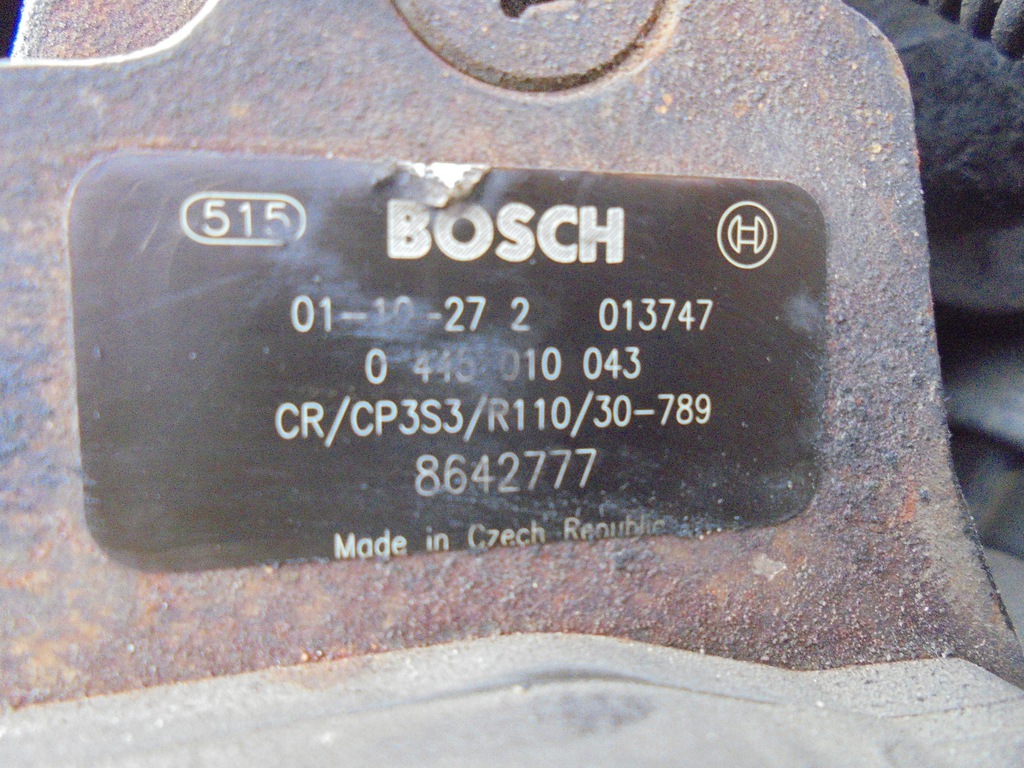 515 BOSCH
01-10-27 2 013747
0 445 010 043
CR/CP3S3/R110/30-789
8642777
Made in Czech Republic